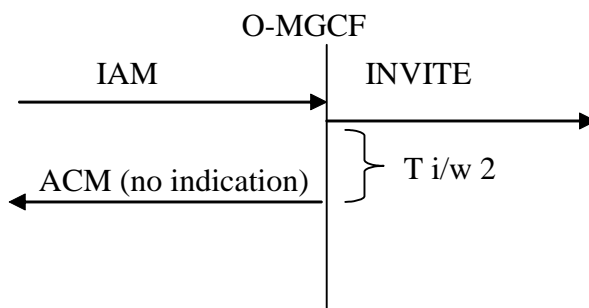 O-MGCF
IAM
INVITE
T i/w 2
ACM (no indication)